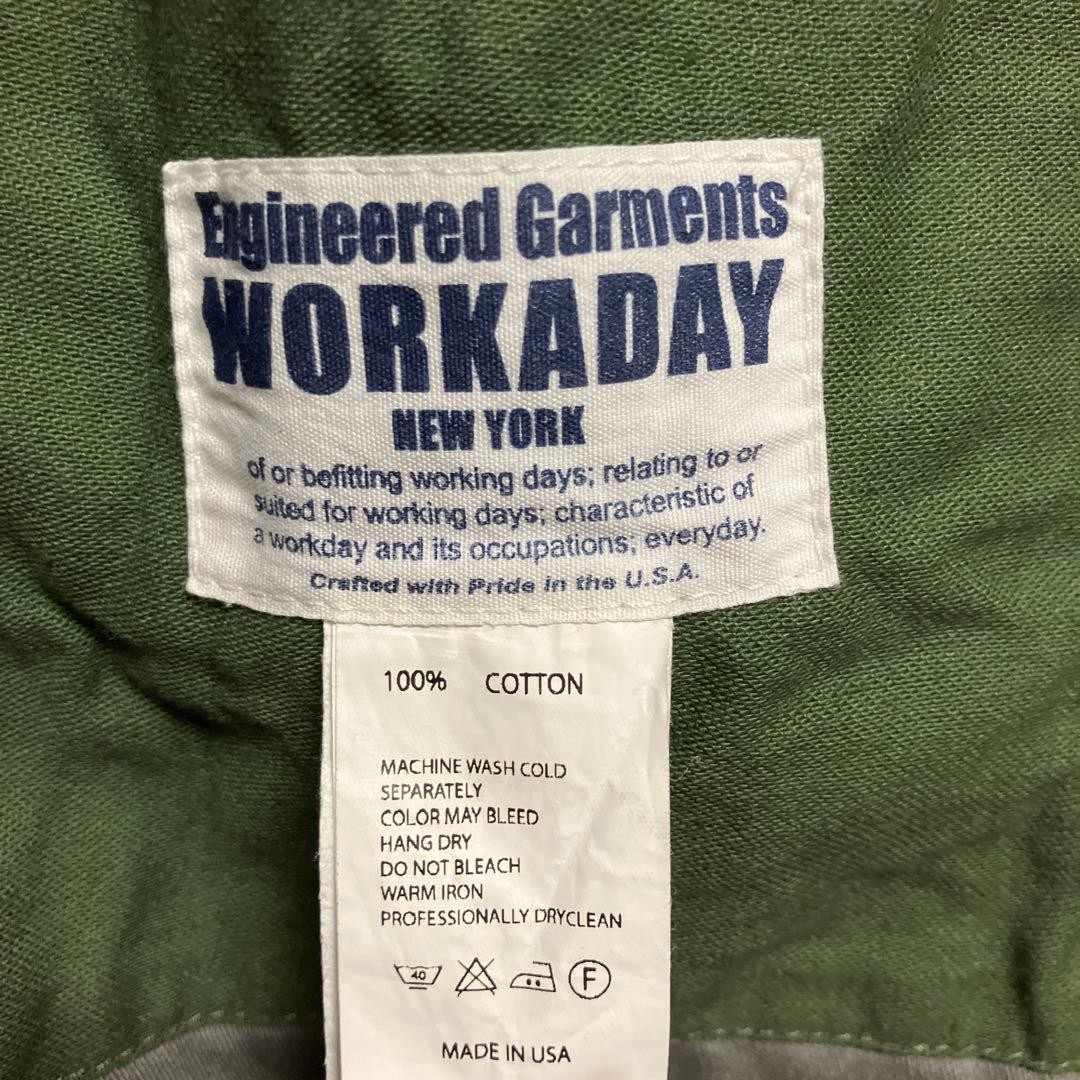 Engineered Garments
WORKADAY
NEW YORK
of or befitting working days; relating to or
suited for working days; characteristic of
a workday and its occupations; everyday.
Crafted with Pride in the U.S.A.
100% COTTON
MACHINE WASH COLD
SEPARATELY
COLOR MAY BLEED
HANG DRY
DO NOT BLEACH
WARM IRON
PROFESSIONALLY DRYCLEAN
40 F
MADE IN USA